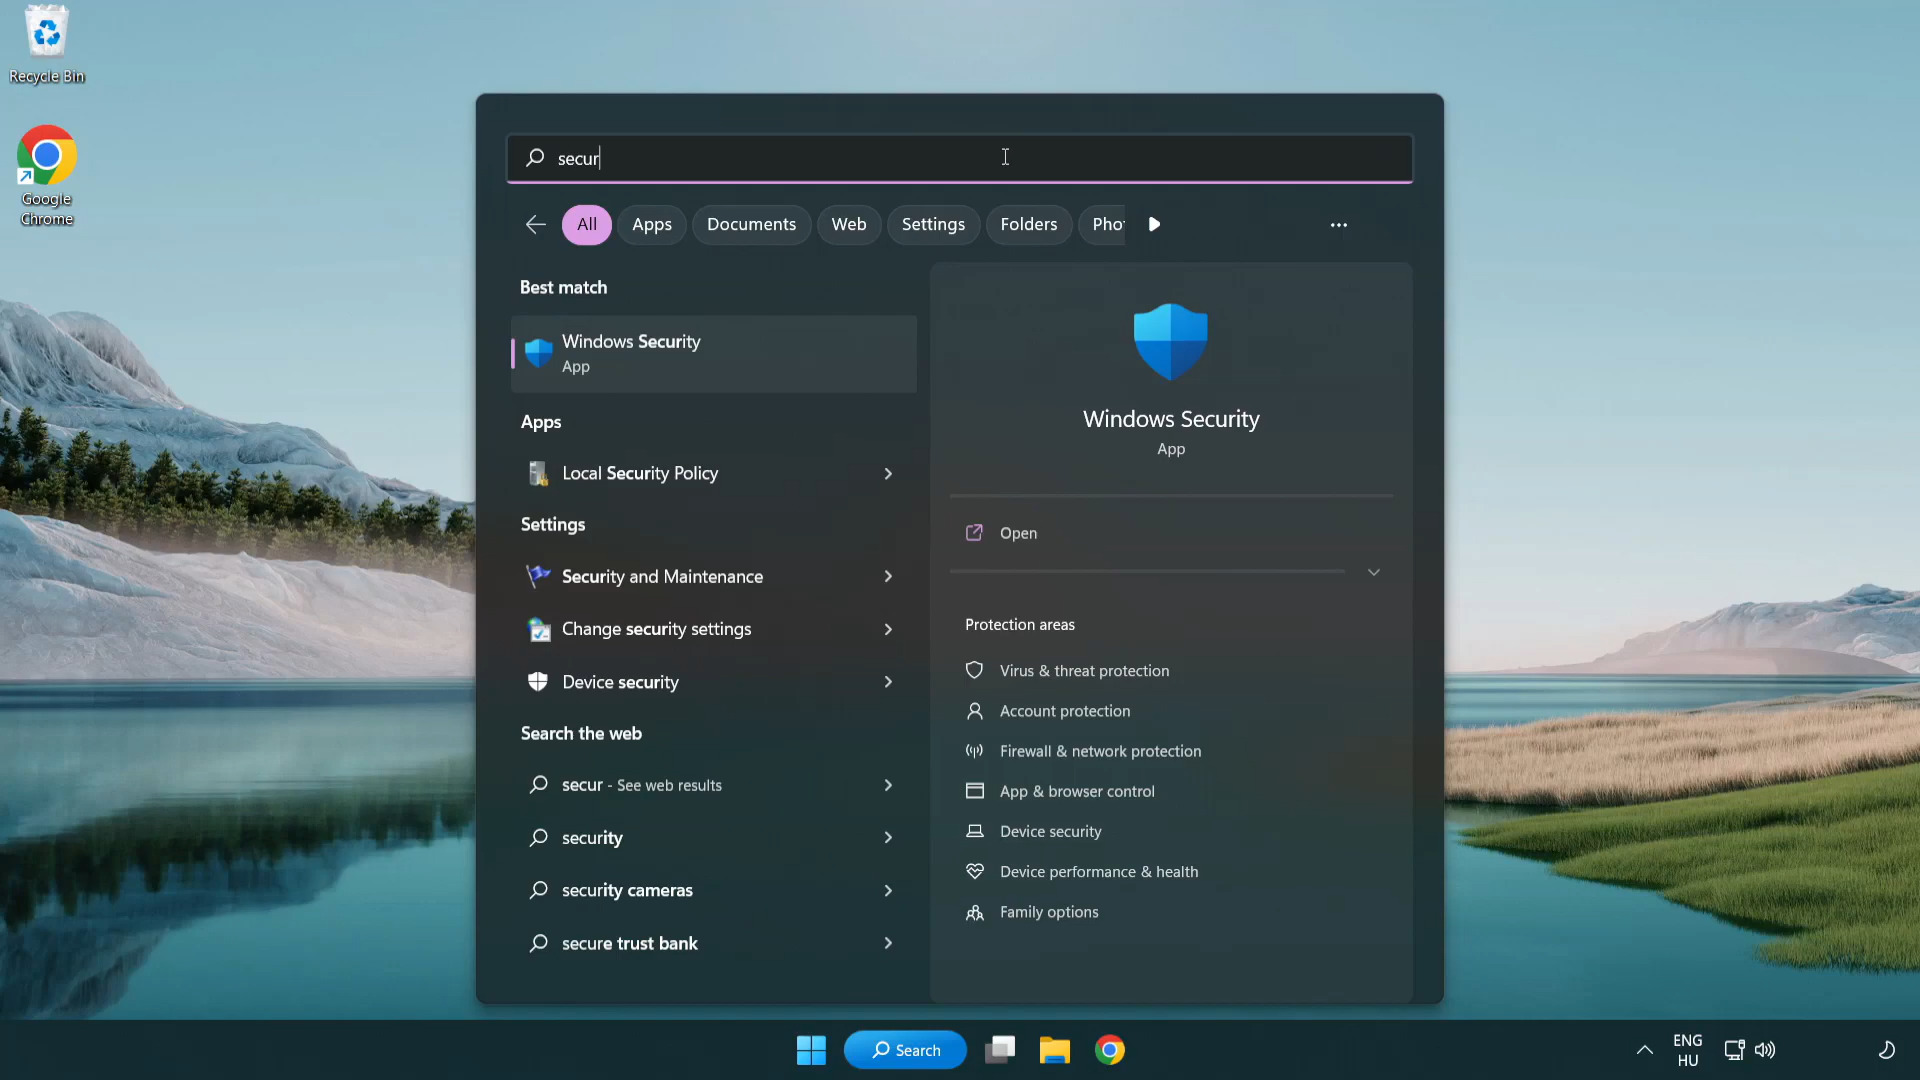 Recycle Bin
Google
Chrome
secur
All
Apps
Documents
Web
Settings
Folders
Pho
Best match
Windows Security
App
Apps
Local Security Policy
Settings
Security and Maintenance
Change security settings
Device security
Search the web
secur - See web results
security
security cameras
secure trust bank
Windows Security
App
Open
Protection areas
Virus & threat protection
Account protection
Firewall & network protection
App & browser control
Device security
Device performance & health
Family options
Search
ENG
HU